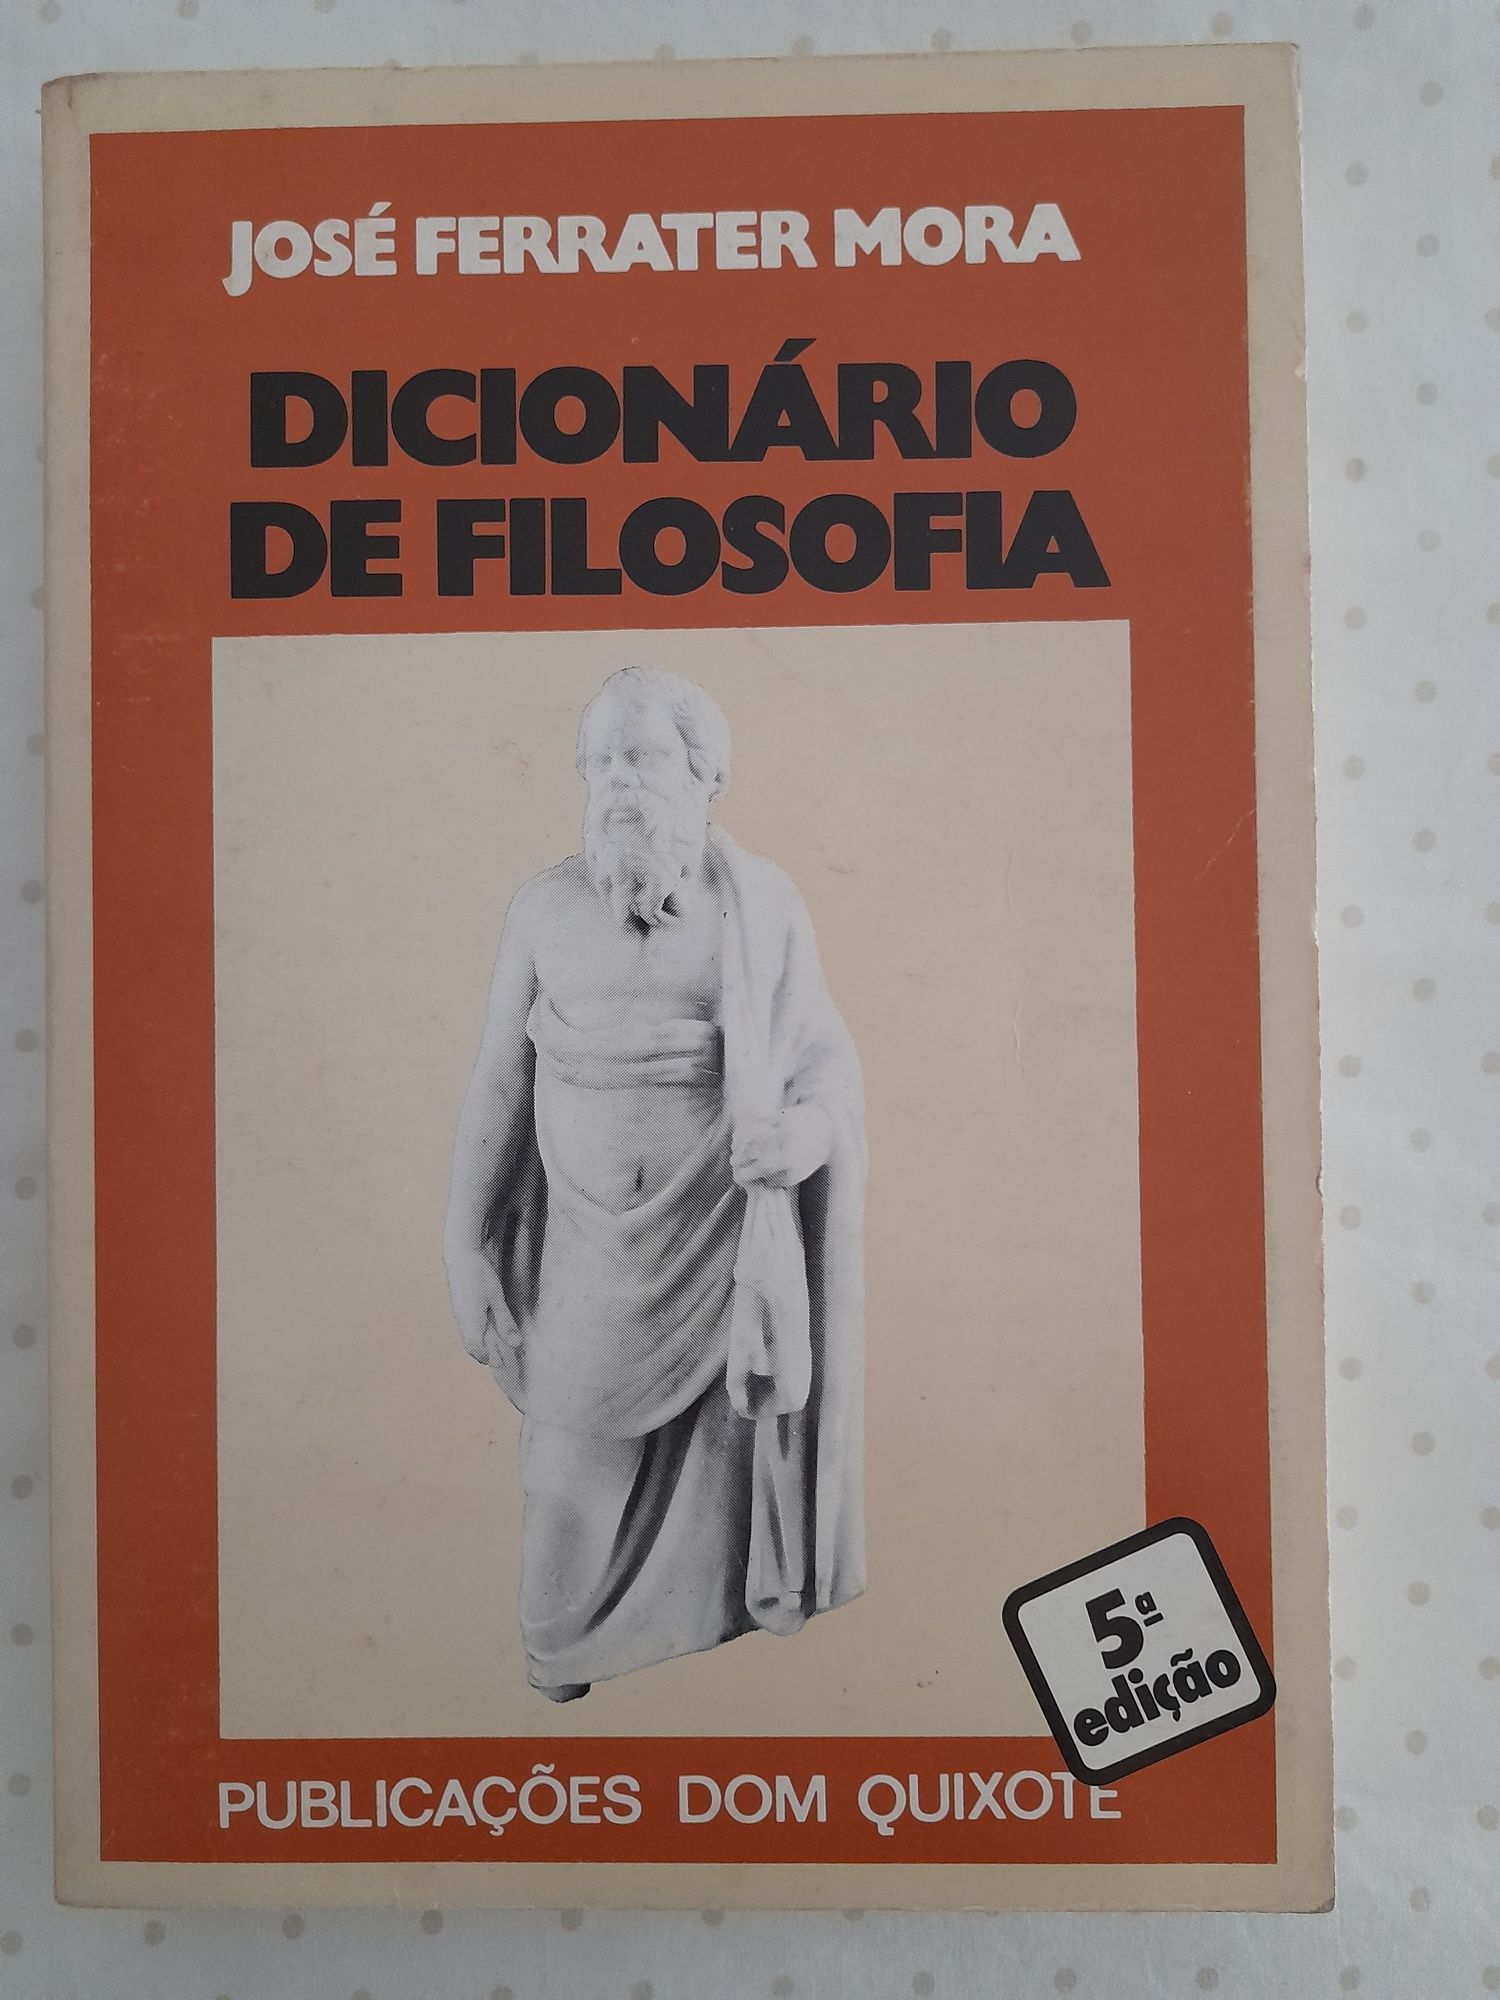 JOSÉ FERRATER MORA
DICIONÁRIO
DE FILOSOFIA
5ª
edição
PUBLICAÇÕES DOM QUIXOTE